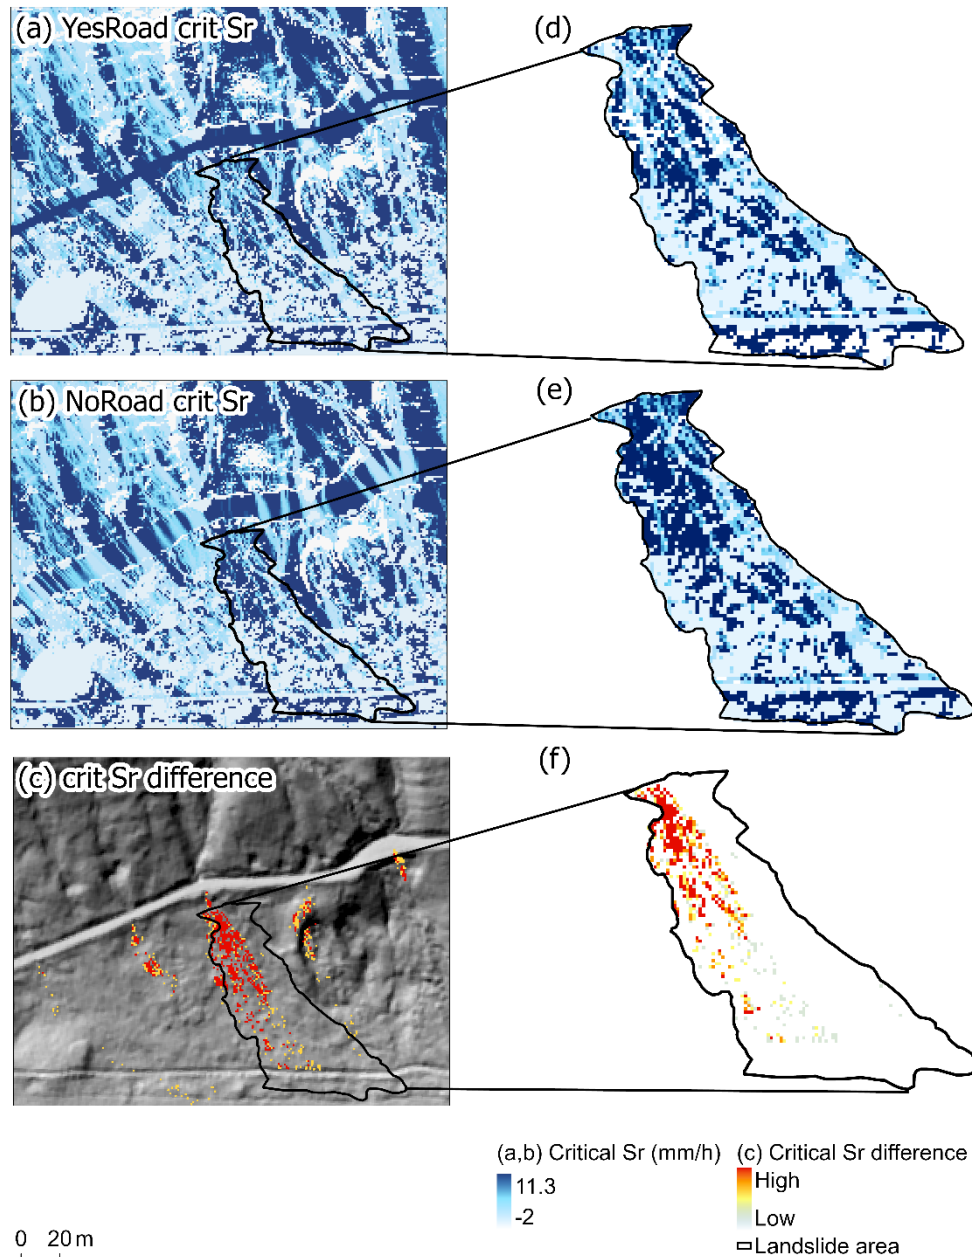 (a) YesRoad crit Sr
(d)
(b) NoRoad crit Sr
(e)
(c) crit Sr difference
(f)
(a,b) Critical Sr (mm/h)
11.3
-2
(c) Critical Sr difference
High
Low
Landslide area
0 20 m